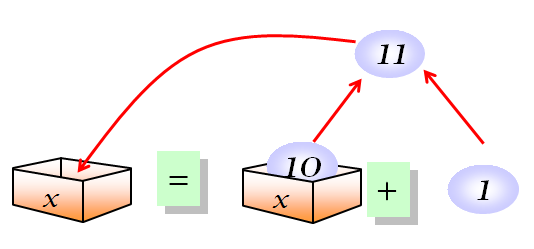 11
10
x = x + 1